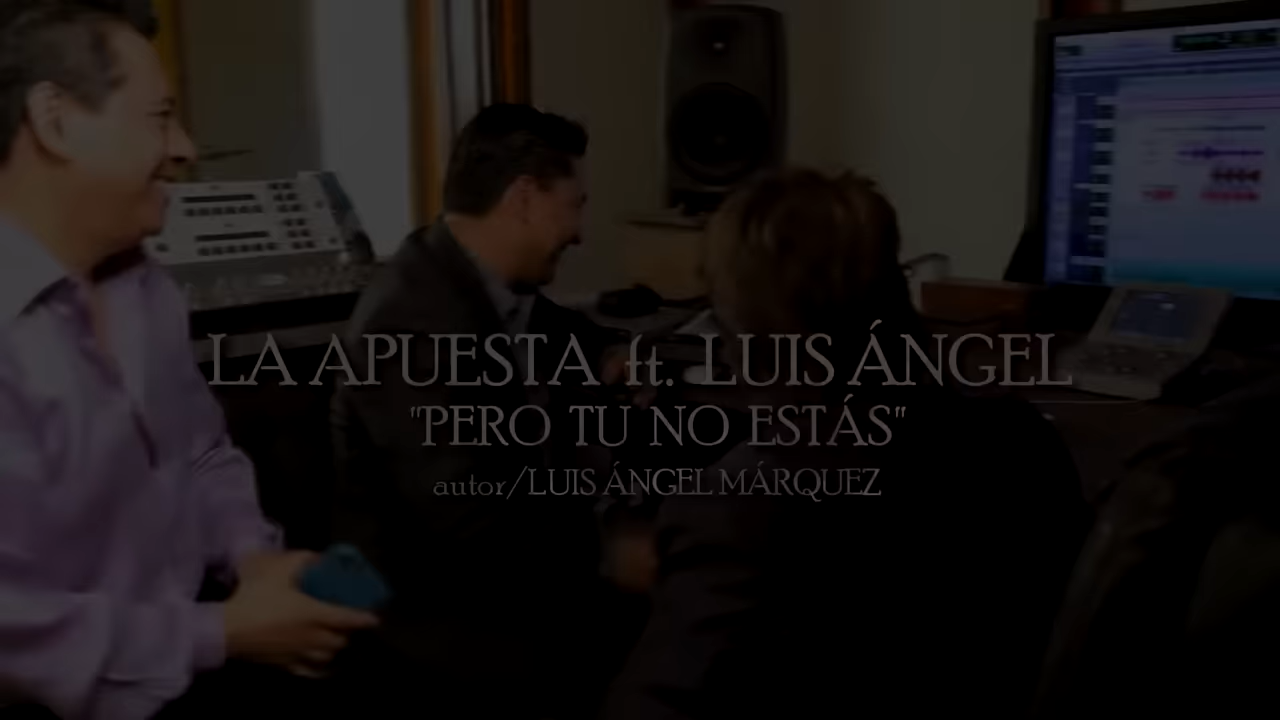 LA APUESTA ft. LUIS ÁNGEL
"PERO TU NO ESTÁS"
autor/LUIS ÁNGEL MÁRQUEZ